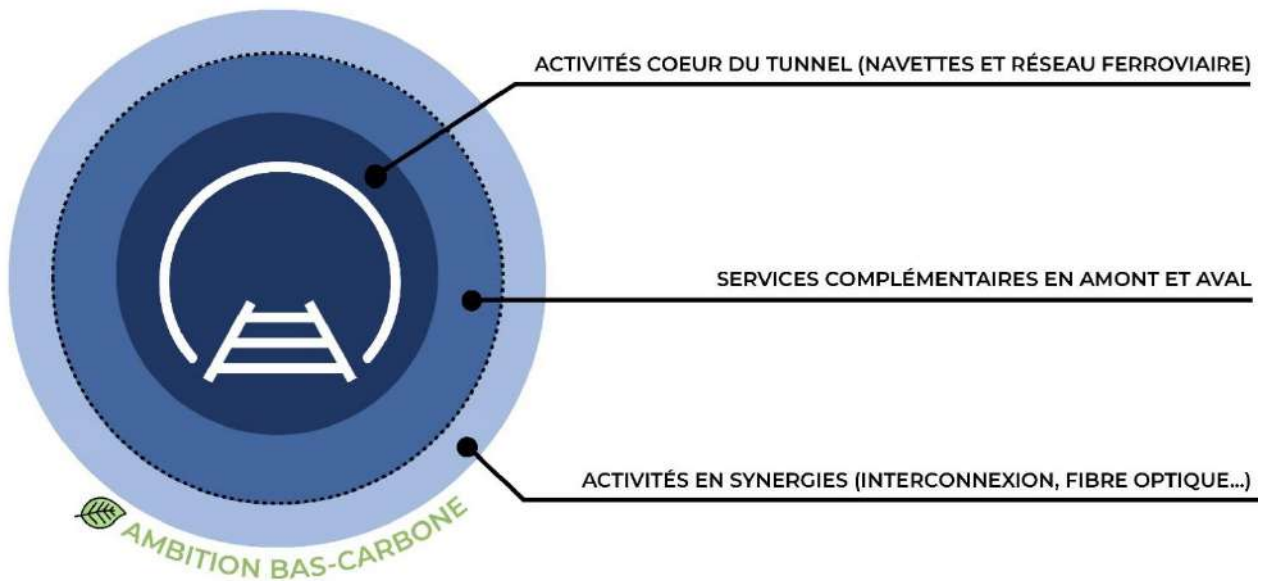 ACTIVITÉS COEUR DU TUNNEL (NAVETTES ET RÉSEAU FERROVIAIRE)
SERVICES COMPLÉMENTAIRES EN AMONT ET AVAL
ACTIVITÉS EN SYNERGIES (INTERCONNEXION, FIBRE OPTIQUE...)
AMBITION BAS-CARBONE